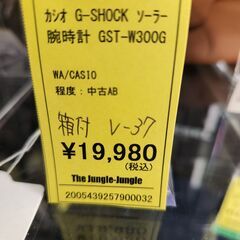 カシオ G-SHOCK ソーラー
腕時計 GST-W300G
WA/CASIO
程度：中古AB
箱付 レ-37
¥19,980
(税込)
The Jungle-Jungle
2005439257900032